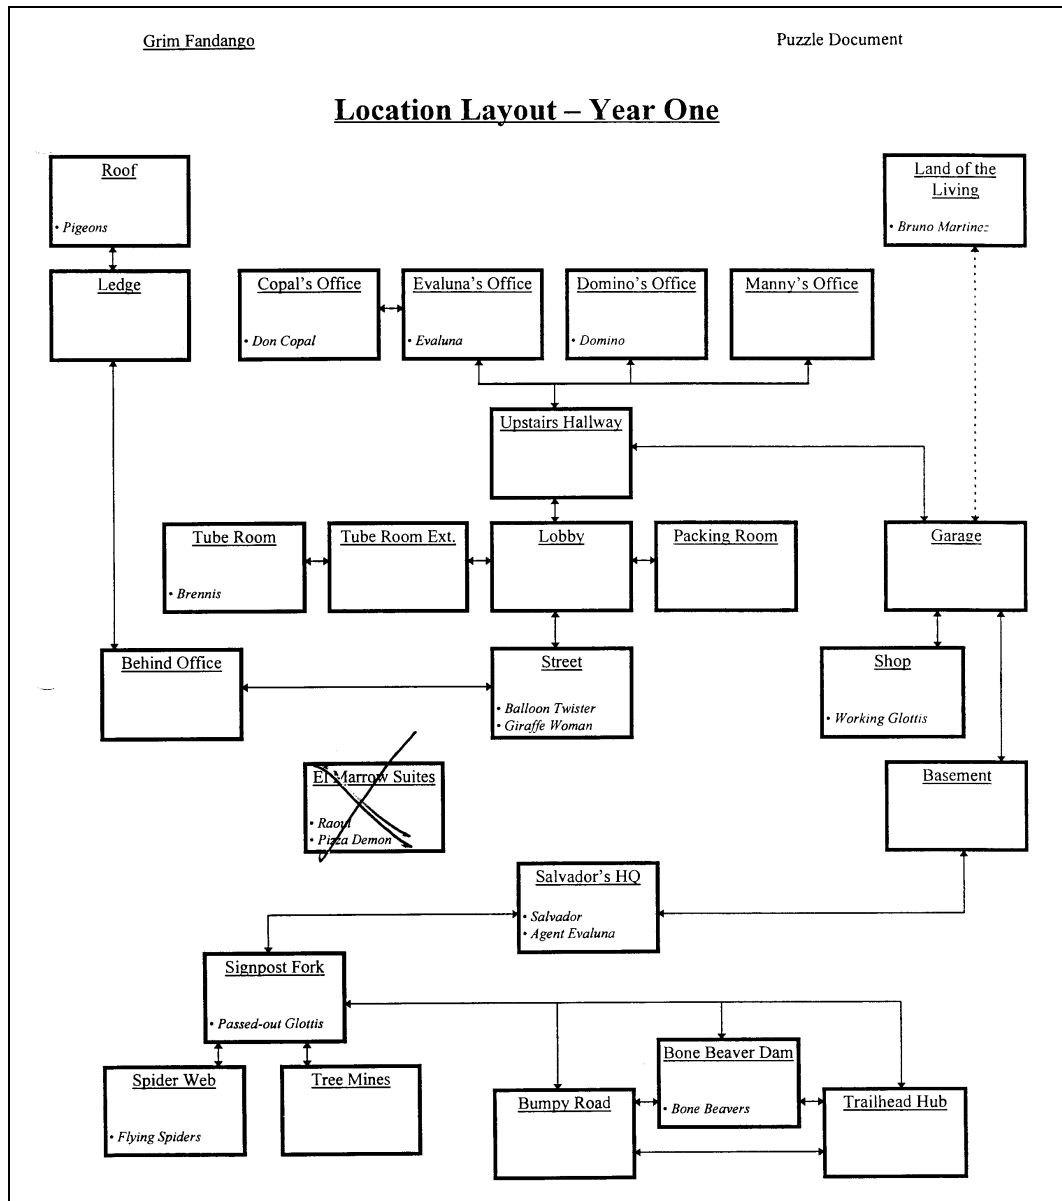 Grim Fandango
Puzzle Document
Location Layout – Year One
Roof
• Pigeons
Land of the
Living
• Bruno Martinez
Ledge
Copal's Office
• Don Copal
Evaluna's Office
• Evaluna
Domino's Office
• Domino
Manny's Office
Upstairs Hallway
Tube Room
• Brennis
Tube Room Ext.
Lobby
Packing Room
Garage
Behind Office
Street
• Balloon Twister
• Giraffe Woman
Shop
• Working Glottis
El Marrow Suites
• Raoul
• Pizza Demon
Basement
Salvador's HQ
• Salvador
• Agent Evaluna
Signpost Fork
• Passed-out Glottis
Spider Web
• Flying Spiders
Tree Mines
Bone Beaver Dam
• Bone Beavers
Bumpy Road
Trailhead Hub